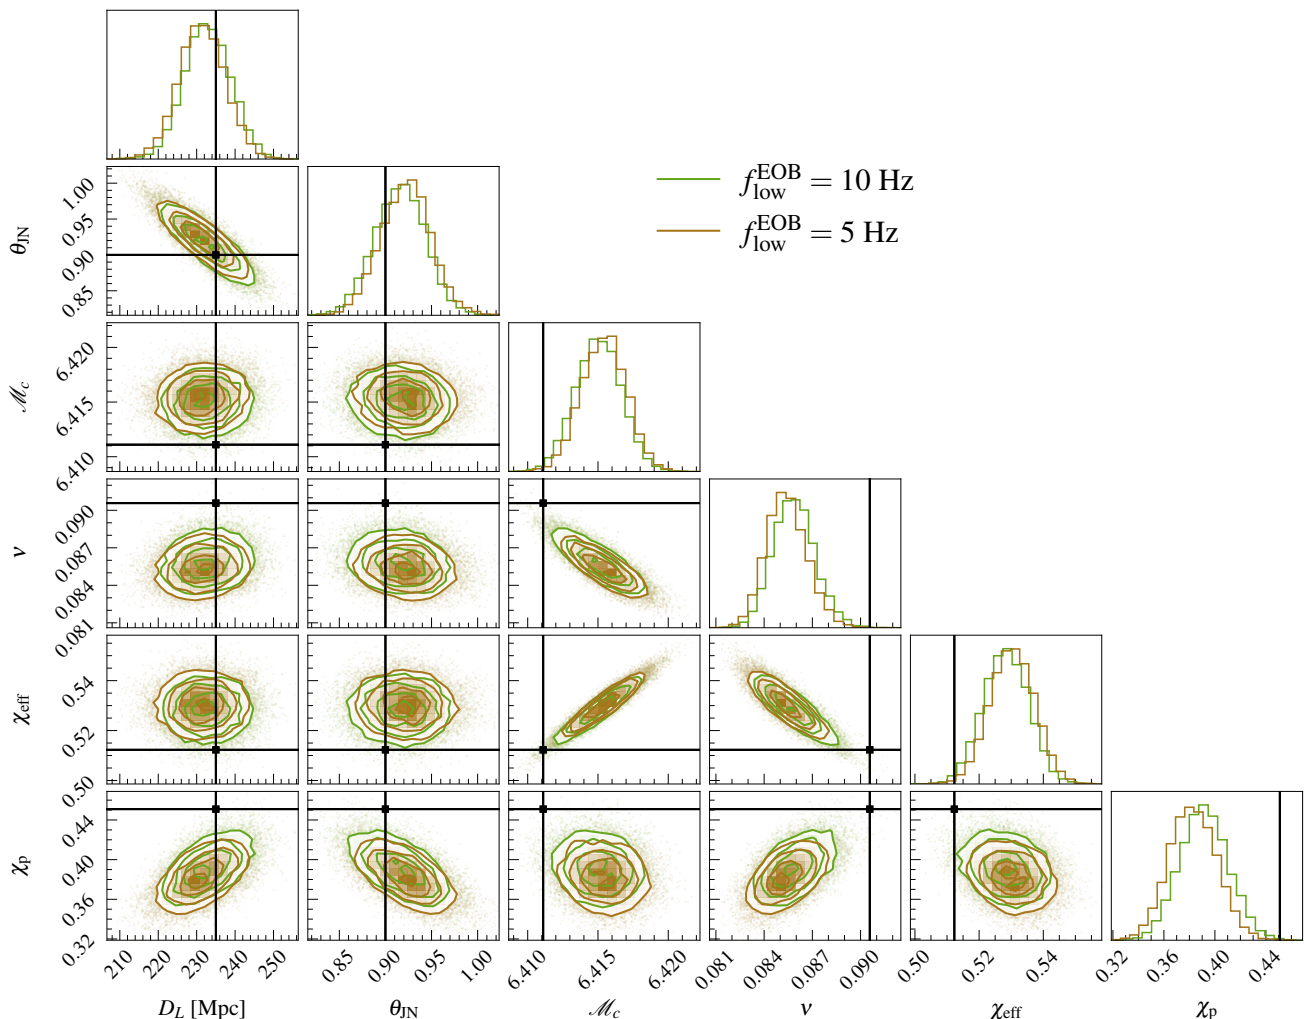 f_low^EOB = 10 Hz
f_low^EOB = 5 Hz
1.00
0.95
0.90
0.85
θ_JN
6.420
6.415
6.410
ℳ_c
0.090
0.087
0.084
0.081
ν
0.54
0.52
0.50
χ_eff
0.44
0.40
0.36
0.32
χ_p
210 220 230 240 250
0.85 0.90 0.95 1.00
6.410 6.415 6.420
0.081 0.084 0.087 0.090
0.50 0.52 0.54
0.32 0.36 0.40 0.44
D_L [Mpc] θ_JN ℳ_c ν χ_eff χ_p